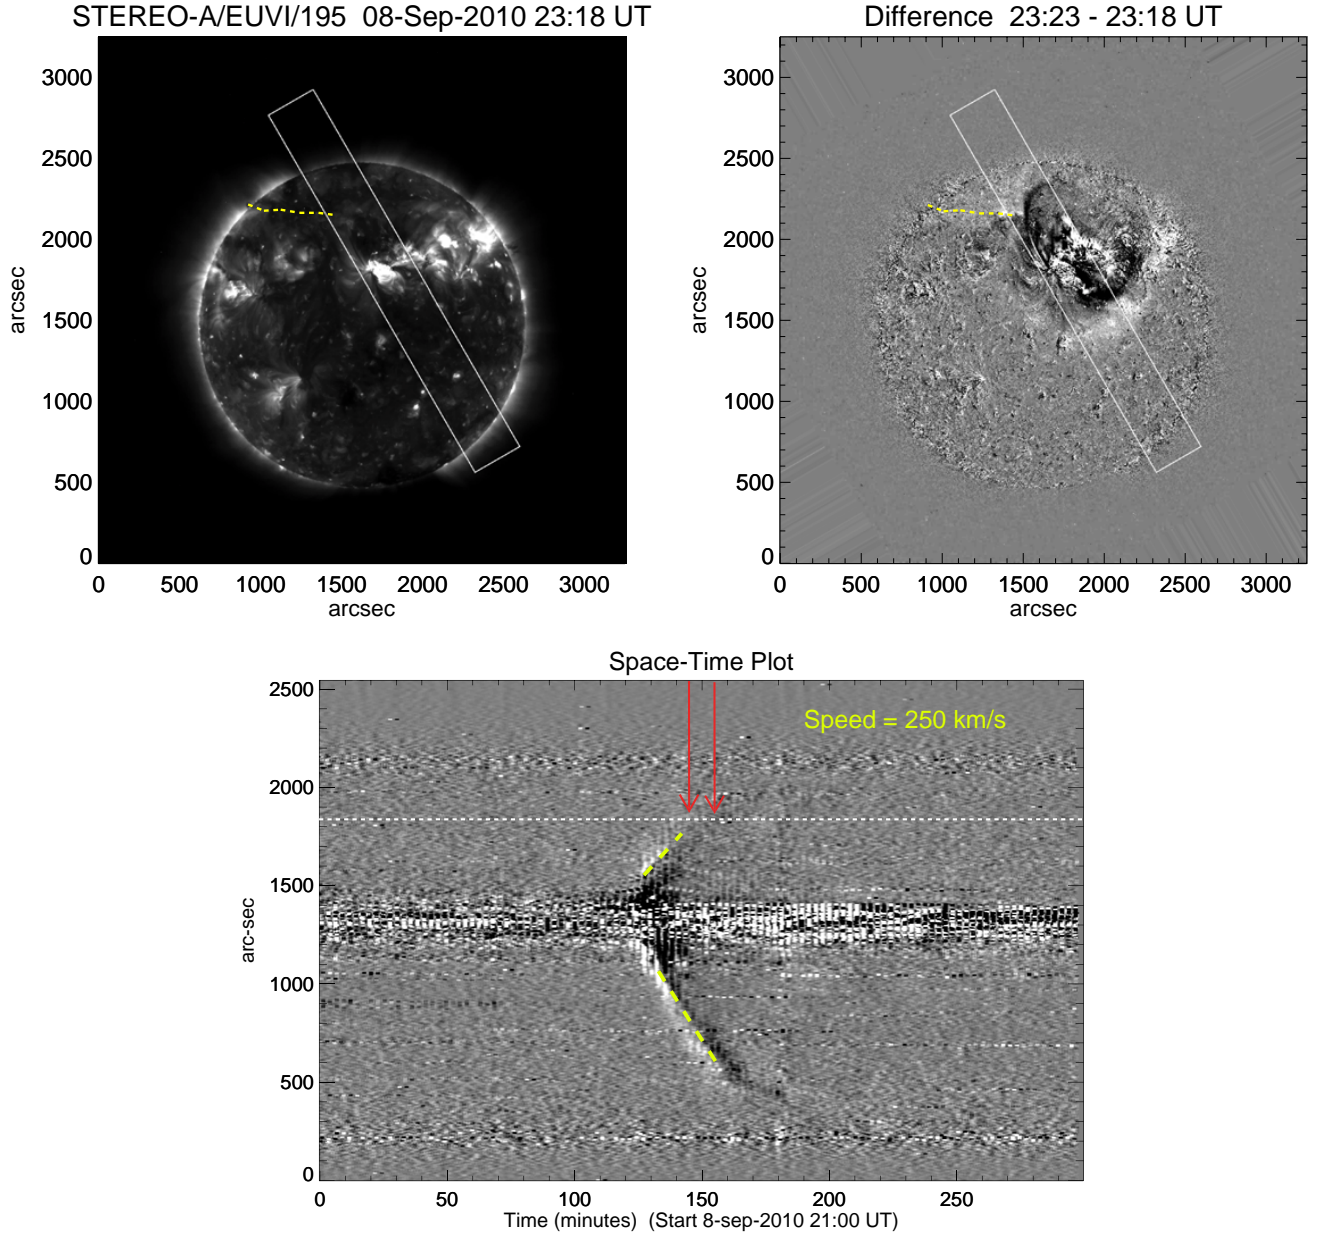 STEREO-A/EUVI/195 08-Sep-2010 23:18 UT
3000
2500
2000
1500
1000
500
0
arcsec
0 500 1000 1500 2000 2500 3000
arcsec
Difference 23:23 - 23:18 UT
3000
2500
2000
1500
1000
500
0
arcsec
0 500 1000 1500 2000 2500 3000
arcsec
Space-Time Plot
Speed = 250 km/s
2500
2000
1500
1000
500
0
arc-sec
0 50 100 150 200 250
Time (minutes) (Start 8-sep-2010 21:00 UT)